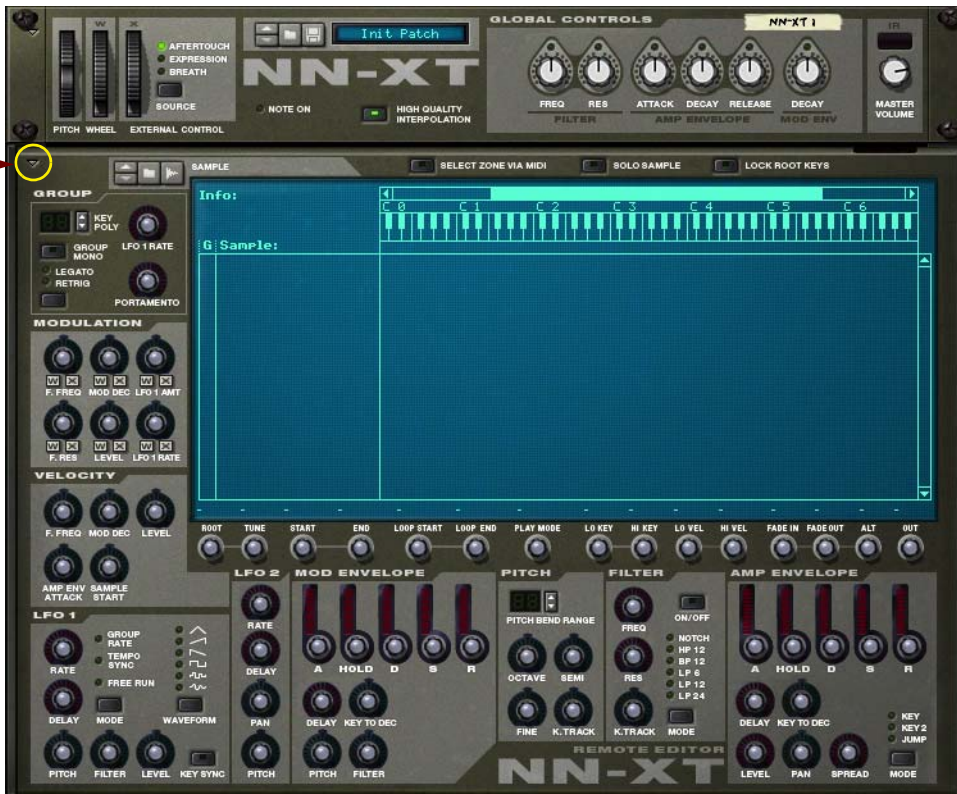 GLOBAL CONTROLS
NN-XT 1
W X
AFTERTOUCH
EXPRESSION
BREATH
SOURCE
Init Patch
NN-XT
NOTE ON
HIGH QUALITY
INTERPOLATION
FREQ RES ATTACK DECAY RELEASE DECAY
FILTER AMP ENVELOPE MOD ENV
MASTER
VOLUME
PITCH WHEEL EXTERNAL CONTROL
SAMPLE
SELECT ZONE VIA MIDI
SOLO SAMPLE
LOCK ROOT KEYS
GROUP
KEY
POLY
GROUP
MONO
LFO 1 RATE
LEGATO
RETRIG
PORTAMENTO
Info:
C 0 C 1 C 2 C 3 C 4 C 5 C 6
G Sample:
MODULATION
W X W X W X
F. FREQ MOD DEC LFO 1 AMT
W X W X W X
F. RES LEVEL LFO 1 RATE
VELOCITY
F. FREQ MOD DEC LEVEL
AMP ENV
ATTACK
SAMPLE
START
- - - - - - - - - - - - - - -
ROOT TUNE START END LOOP START LOOP END PLAY MODE LO KEY HI KEY LO VEL HI VEL FADE IN FADE OUT ALT OUT
LFO 1
GROUP
RATE
TEMPO
SYNC
FREE RUN
RATE
DELAY MODE WAVEFORM
PITCH FILTER LEVEL KEY SYNC
LFO 2
RATE
DELAY
PAN
PITCH
MOD ENVELOPE
A HOLD D S R
DELAY KEY TO DEC
PITCH FILTER
PITCH
PITCH BEND RANGE
OCTAVE SEMI
FINE K.TRACK
FILTER
FREQ
ON/OFF
RES
NOTCH
HP 12
BP 12
LP 6
LP 12
LP 24
K.TRACK MODE
AMP ENVELOPE
A HOLD D S R
DELAY KEY TO DEC
KEY
KEY 2
JUMP
LEVEL PAN SPREAD MODE
REMOTE EDITOR
NN-XT